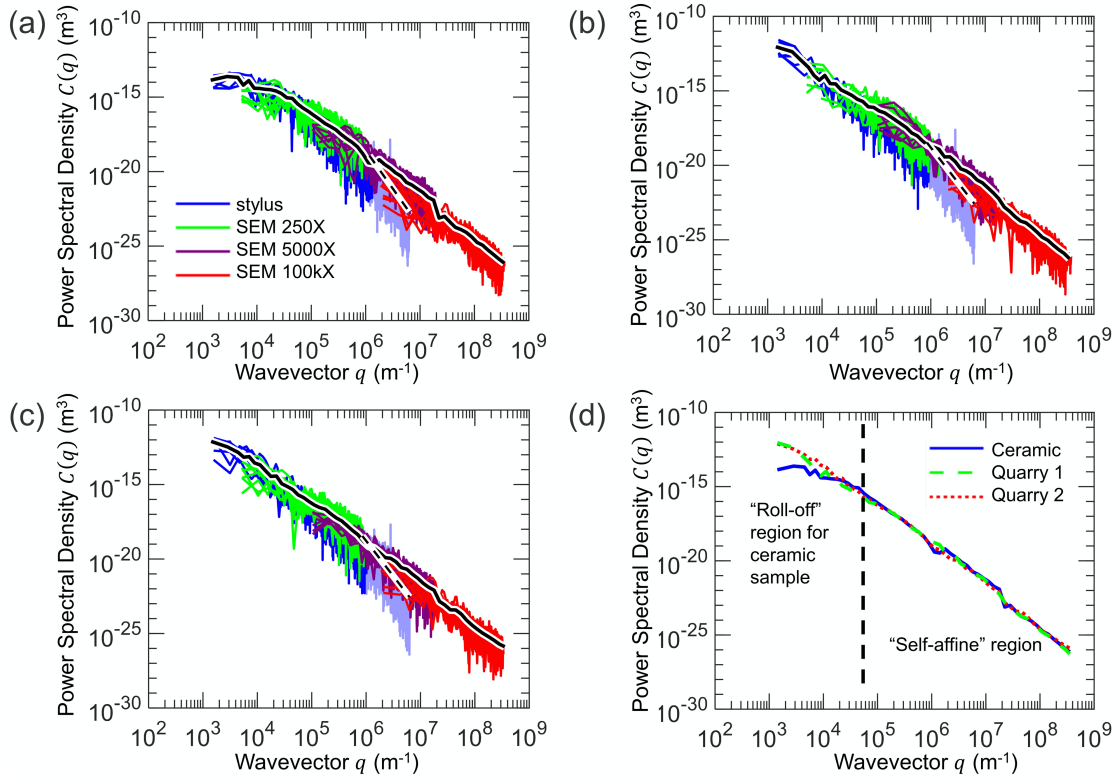 (a)
Power Spectral Density C(q) (m³)
10⁻¹⁰
10⁻¹⁵
10⁻²⁰
10⁻²⁵
10⁻³⁰
stylus
SEM 250X
SEM 5000X
SEM 100kX
10² 10³ 10⁴ 10⁵ 10⁶ 10⁷ 10⁸ 10⁹
Wavevector q (m⁻¹)
(b)
Power Spectral Density C(q) (m³)
10⁻¹⁰
10⁻¹⁵
10⁻²⁰
10⁻²⁵
10⁻³⁰
10² 10³ 10⁴ 10⁵ 10⁶ 10⁷ 10⁸ 10⁹
Wavevector q (m⁻¹)
(c)
Power Spectral Density C(q) (m³)
10⁻¹⁰
10⁻¹⁵
10⁻²⁰
10⁻²⁵
10⁻³⁰
10² 10³ 10⁴ 10⁵ 10⁶ 10⁷ 10⁸ 10⁹
Wavevector q (m⁻¹)
(d)
Power Spectral Density C(q) (m³)
10⁻¹⁰
10⁻¹⁵
10⁻²⁰
10⁻²⁵
10⁻³⁰
Ceramic
Quarry 1
Quarry 2
“Roll-off”
region for
ceramic
sample
“Self-affine” region
10² 10³ 10⁴ 10⁵ 10⁶ 10⁷ 10⁸ 10⁹
Wavevector q (m⁻¹)